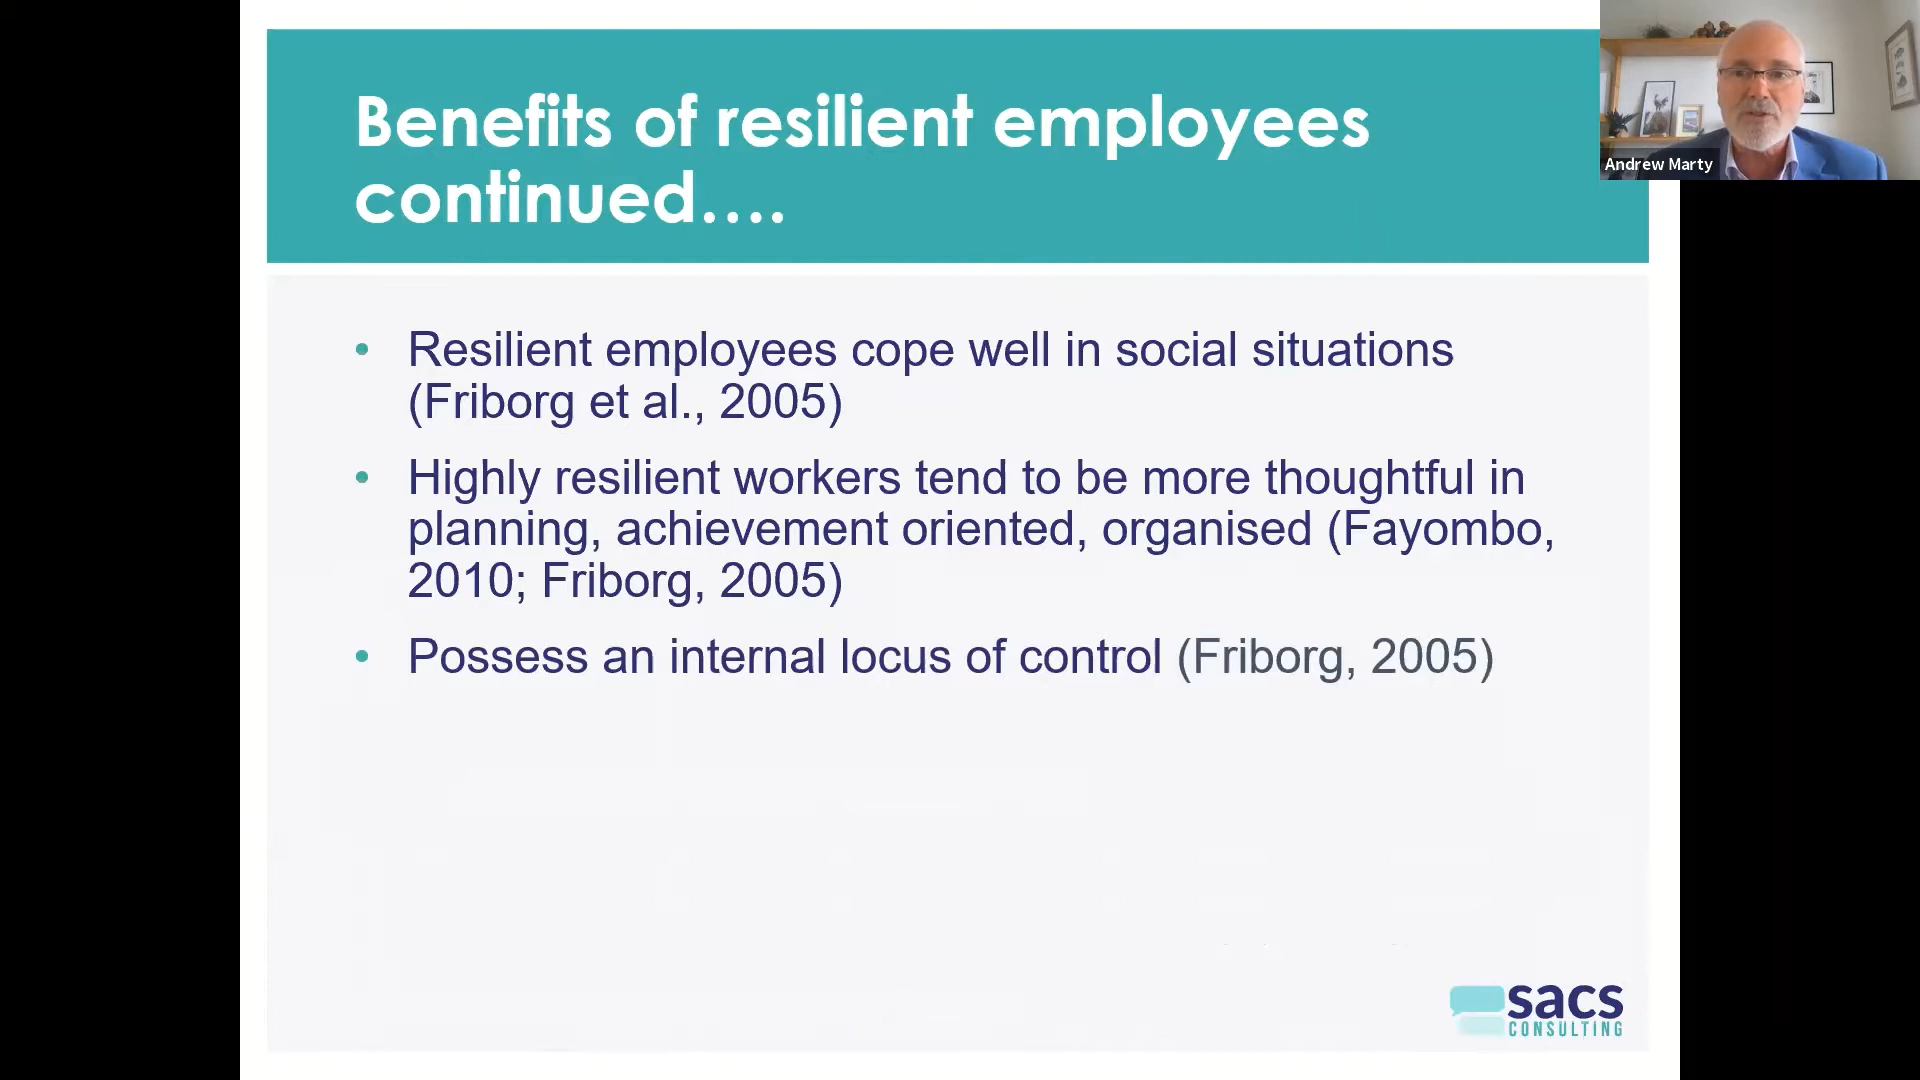 Benefits of resilient employees
continued....
Andrew Marty
• Resilient employees cope well in social situations
(Friborg et al., 2005)
• Highly resilient workers tend to be more thoughtful in
planning, achievement oriented, organised (Fayombo,
2010; Friborg, 2005)
• Possess an internal locus of control (Friborg, 2005)
sacs
CONSULTING